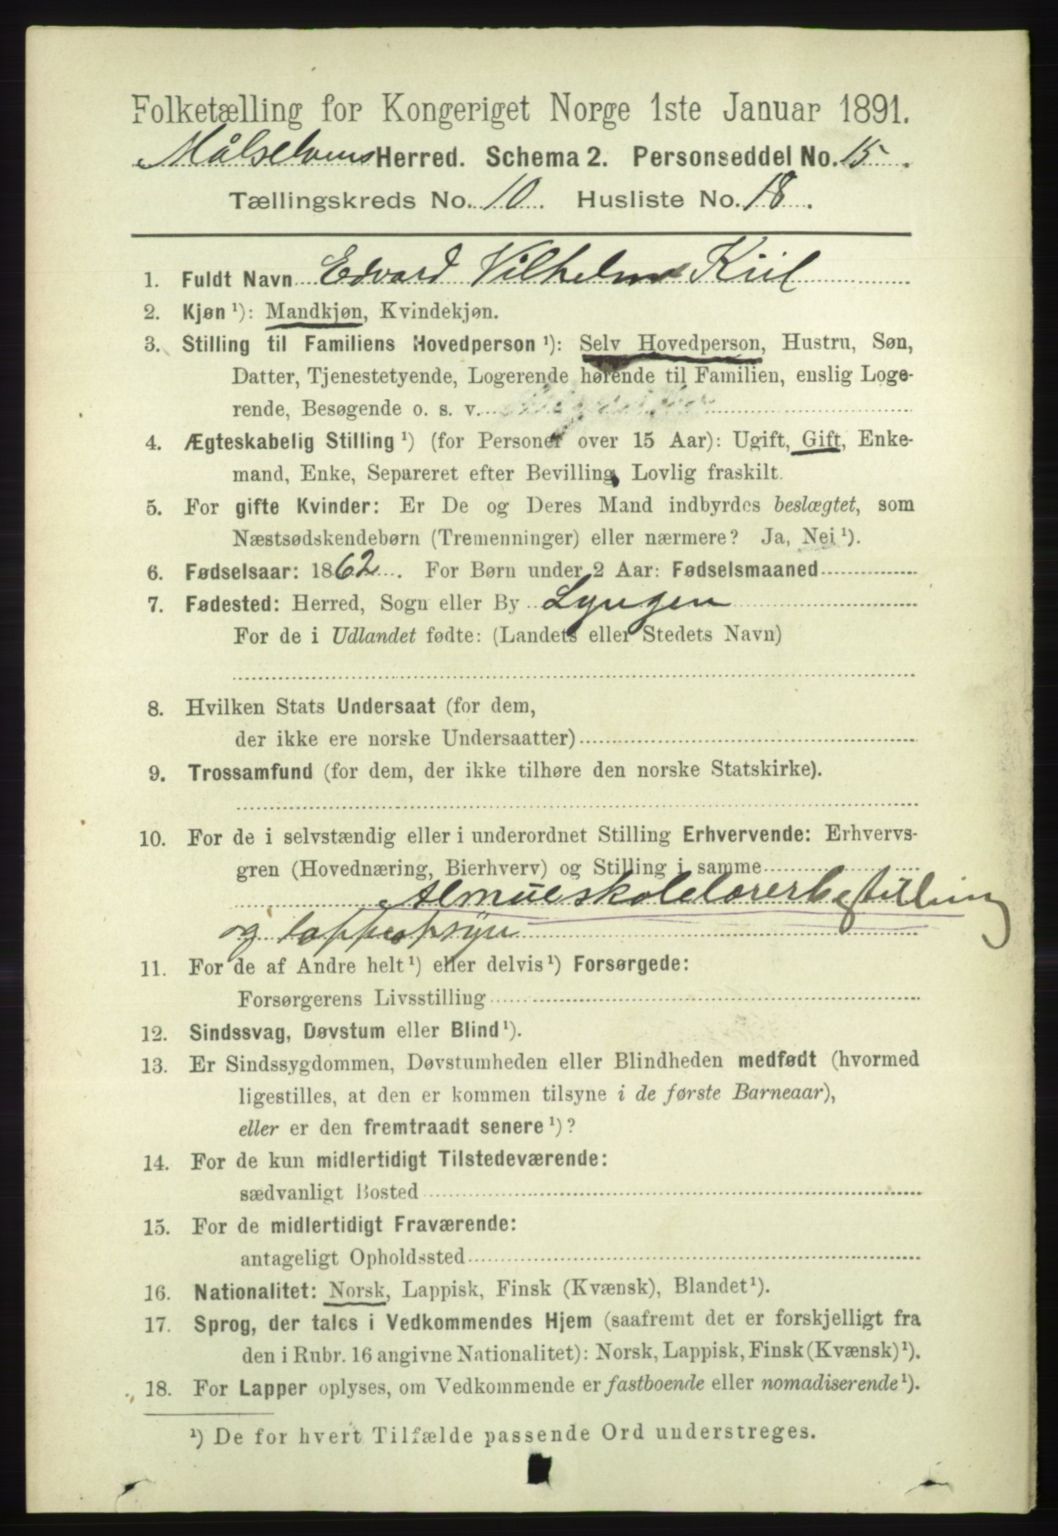 Folketælling for Kongeriget Norge 1ste Januar 1891.
Målselvens Herred. Schema 2. Personseddel No. 15.
Tællingskreds No. 10. Husliste No. 18.
1. Fuldt Navn Edvard Vilhelm Kiil
2. Kjøn ¹): Mandkjøn, Kvindekjøn.
3. Stilling til Familiens Hovedperson ¹): Selv Hovedperson, Hustru, Søn,
Datter, Tjenestetyende, Logerende hørende til Familien, enslig Loge-
rende, Besøgende o. s. v.
4. Ægteskabelig Stilling ¹) (for Personer over 15 Aar): Ugift, Gift, Enke-
mand, Enke, Separeret efter Bevilling, Lovlig fraskilt.
5. For gifte Kvinder: Er De og Deres Mand indbyrdes beslægtet, som
Næstsødskendebørn (Tremenninger) eller nærmere? Ja, Nei ¹).
6. Fødselsaar: 1862. For Børn under 2 Aar: Fødselsmaaned
7. Fødested: Herred, Sogn eller By Lyngen
For de i Udlandet fødte: (Landets eller Stedets Navn)
8. Hvilken Stats Undersaat (for dem,
der ikke ere norske Undersaatter)
9. Trossamfund (for dem, der ikke tilhøre den norske Statskirke).
10. For de i selvstændig eller i underordnet Stilling Erhvervende: Erhvervs-
gren (Hovednæring, Bierhverv) og Stilling i samme
Almueskolelærerbestilling
og lappeopsyn
11. For de af Andre helt ¹) eller delvis ¹) Forsørgede:
Forsørgerens Livsstilling
12. Sindssvag, Døvstum eller Blind ¹).
13. Er Sindssygdommen, Døvstumheden eller Blindheden medfødt (hvormed
ligestilles, at den er kommen tilsyne i de første Barneaar),
eller er den fremtraadt senere ¹)?
14. For de kun midlertidigt Tilstedeværende:
sædvanligt Bosted
15. For de midlertidigt Fraværende:
antageligt Opholdssted
16. Nationalitet: Norsk, Lappisk, Finsk (Kvænsk), Blandet ¹).
17. Sprog, der tales i Vedkommendes Hjem (saafremt det er forskjelligt fra
den i Rubr. 16 angivne Nationalitet): Norsk, Lappisk, Finsk (Kvænsk) ¹).
18. For Lapper oplyses, om Vedkommende er fastboende eller nomadiserende ¹).
¹) De for hvert Tilfælde passende Ord understreges.